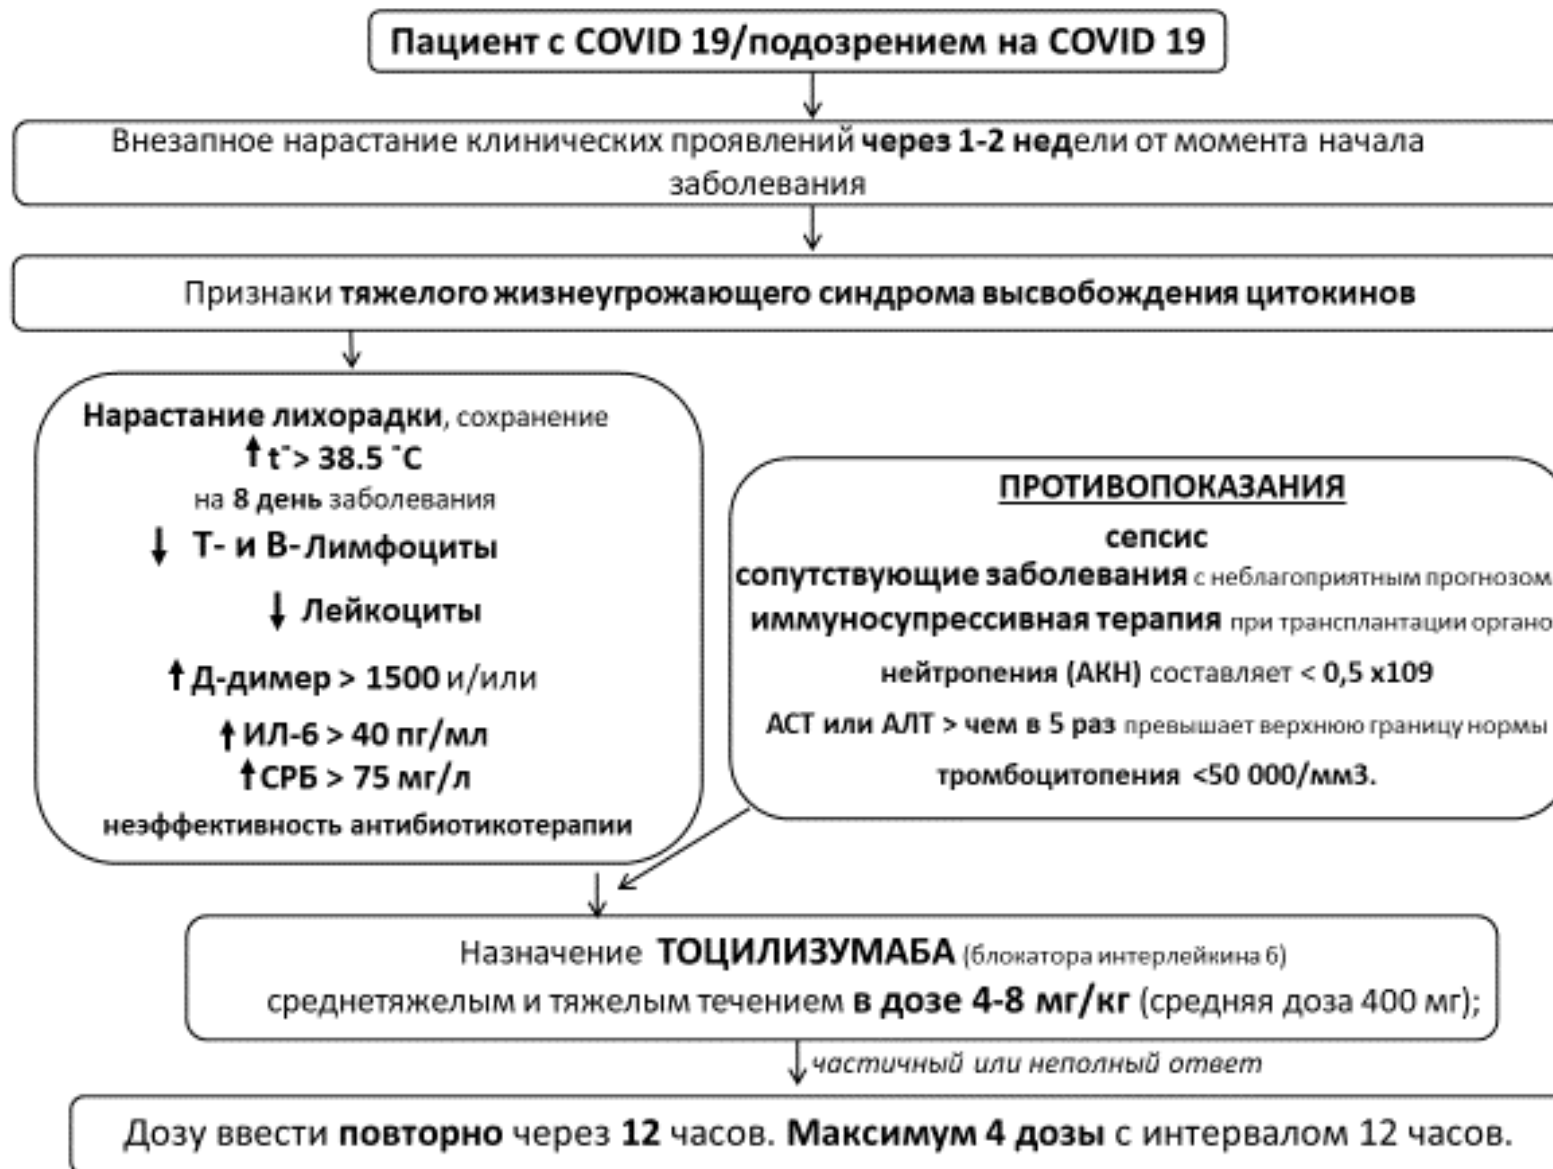 Пациент с COVID 19/подозрением на COVID 19
Внезапное нарастание клинических проявлений через 1-2 недели от момента начала
заболевания
Признаки тяжелого жизнеугрожающего синдрома высвобождения цитокинов
Нарастание лихорадки, сохранение
↑ t⁻> 38.5 ⁻С
на 8 день заболевания
↓ Т- и В- Лимфоциты
↓ Лейкоциты
↑ Д-димер > 1500 и/или
↑ ИЛ-6 > 40 пг/мл
↑ СРБ > 75 мг/л
неэффективность антибиотикотерапии
ПРОТИВОПОКАЗАНИЯ
сепсис
сопутствующие заболевания с неблагоприятным прогнозом
иммуносупрессивная терапия при трансплантации органо
нейтропения (АКН) составляет < 0,5 х109
АСТ или АЛТ > чем в 5 раз превышает верхнюю границу нормы
тромбоцитопения <50 000/мм3.
Назначение ТОЦИЛИЗУМАБА (блокатора интерлейкина 6)
среднетяжелым и тяжелым течением в дозе 4-8 мг/кг (средняя доза 400 мг);
частичный или неполный ответ
Дозу ввести повторно через 12 часов. Максимум 4 дозы с интервалом 12 часов.